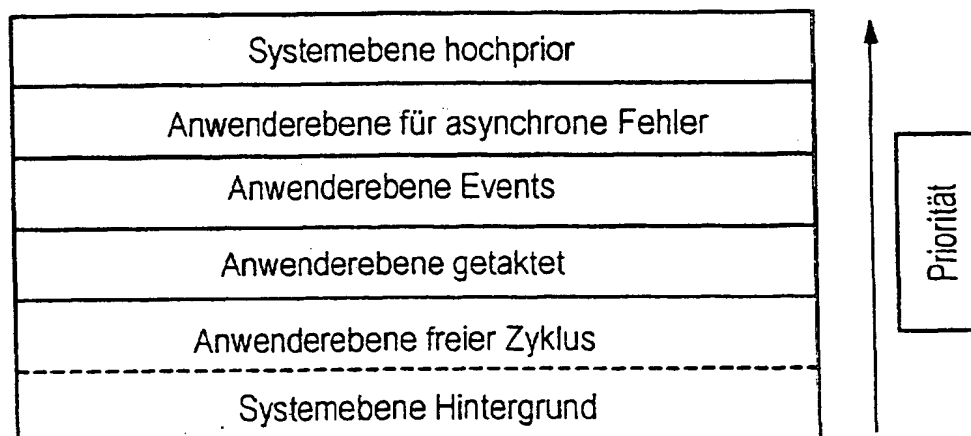 Systemebene hochprior
Anwenderebene für asynchrone Fehler
Anwenderebene Events
Anwenderebene getaktet
Anwenderebene freier Zyklus
Systemebene Hintergrund
Priorität